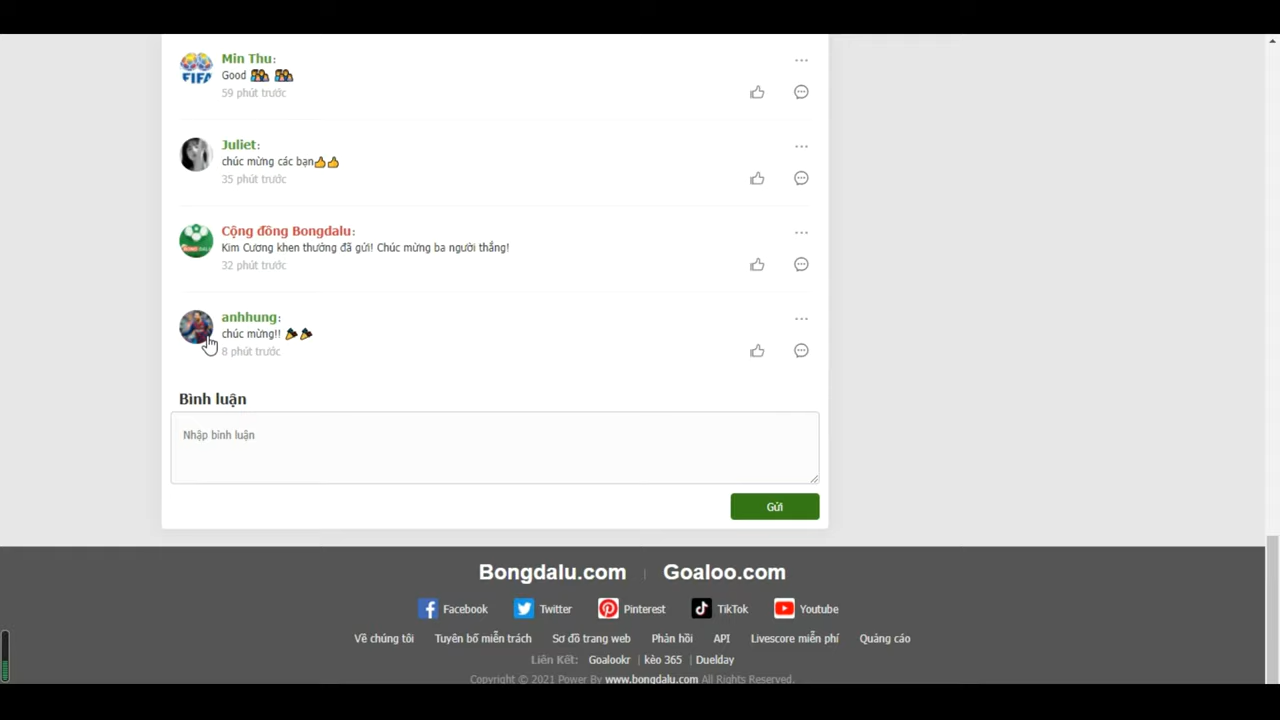 Min Thu:
Good
59 phút trước
FIFA
Juliet:
chúc mừng các bạn
35 phút trước
Cộng đồng Bongdalu:
Kim Cương khen thưởng đã gửi! Chúc mừng ba người thắng!
32 phút trước
anhhung:
chúc mừng!!
8 phút trước
Bình luận
Nhập bình luận
Gửi
Bongdalu.com | Goaloo.com
Facebook Twitter Pinterest TikTok Youtube
Về chúng tôi Tuyên bố miễn trách Sơ đồ trang web Phản hồi API Livescore miễn phí Quảng cáo
Liên Kết: Goalookr | kèo 365 | Duelday
Copyright © 2021 Power By www.bongdalu.com All Rights Reserved.